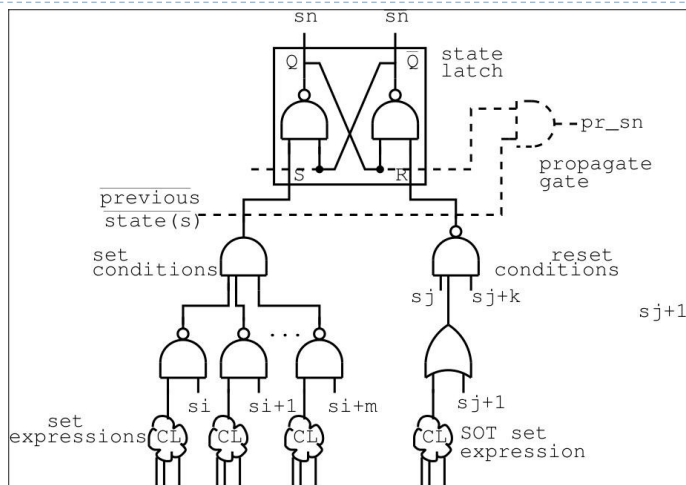 sn
sn
Q
Q
state
latch
pr_sn
propagate
gate
S
R
previous
state(s)
set
conditions
reset
conditions
sj
sj+k
sj+1
...
si
si+1
si+m
sj+1
set
expressions
CL
CL
CL
CL
SOT set
expression